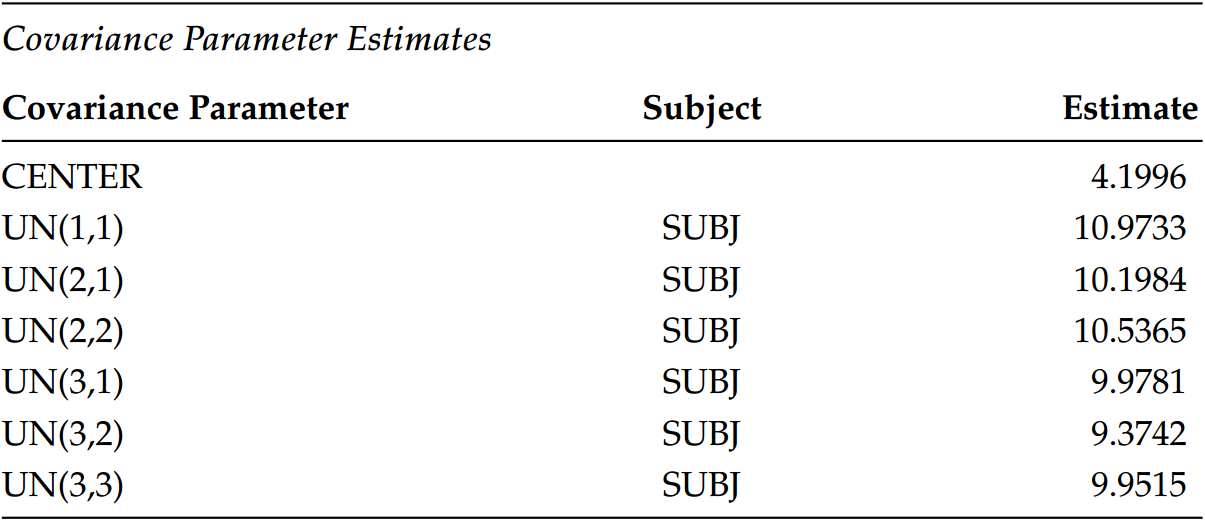 Covariance Parameter Estimates
Covariance Parameter Subject Estimate
CENTER 4.1996
UN(1,1) SUBJ 10.9733
UN(2,1) SUBJ 10.1984
UN(2,2) SUBJ 10.5365
UN(3,1) SUBJ 9.9781
UN(3,2) SUBJ 9.3742
UN(3,3) SUBJ 9.9515